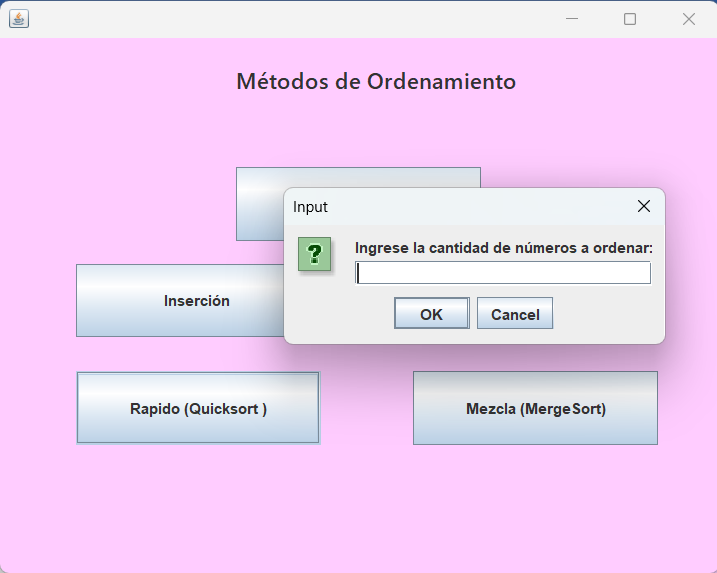 Métodos de Ordenamiento
Input
Ingrese la cantidad de números a ordenar:
OK
Cancel
Inserción
Rapido (Quicksort )
Mezcla (MergeSort)